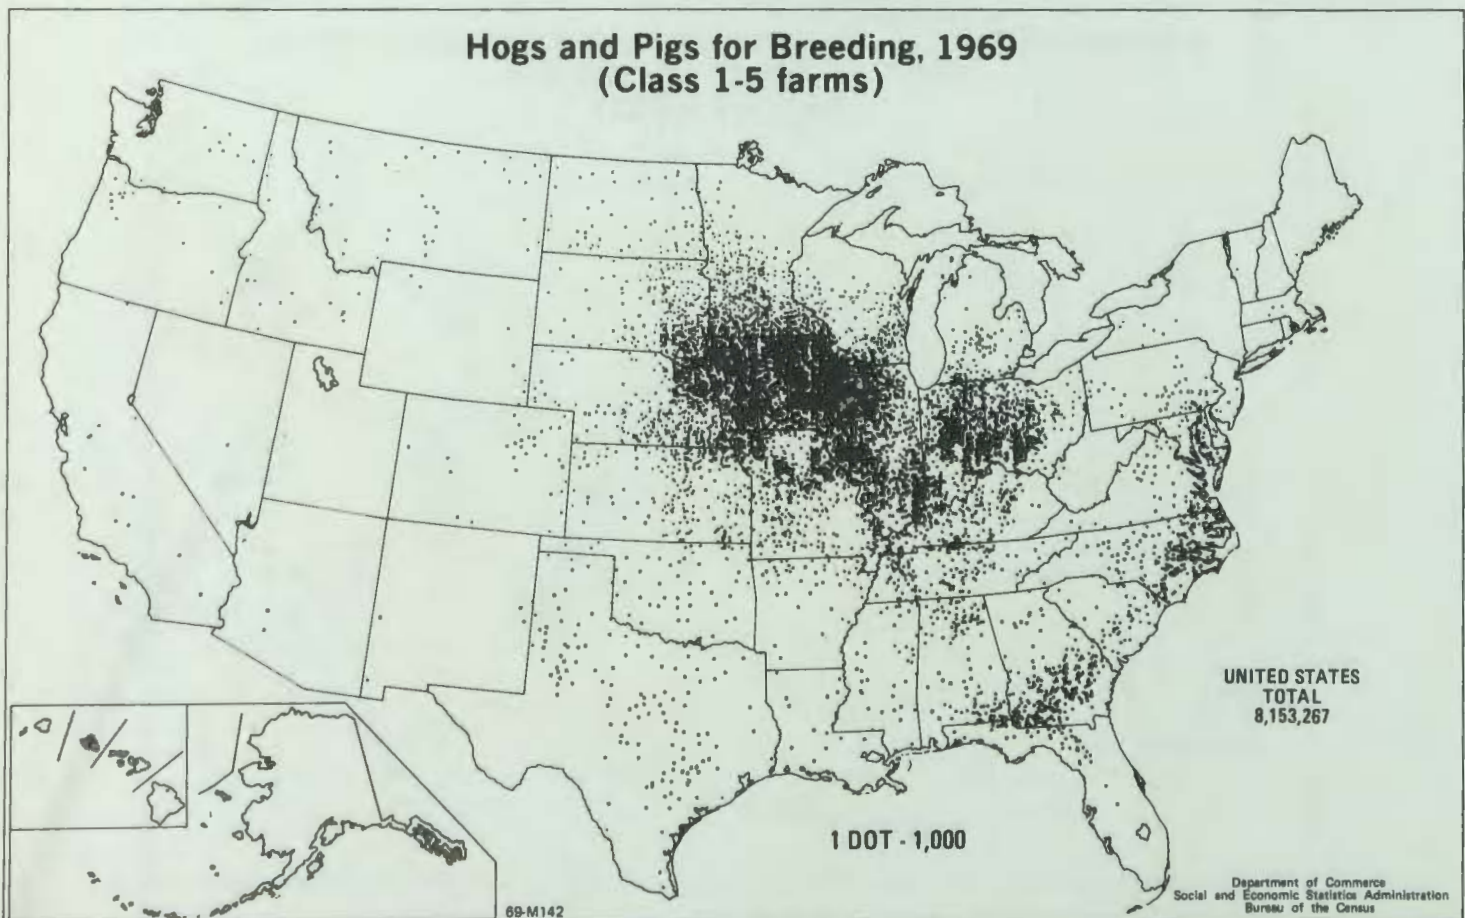 Hogs and Pigs for Breeding, 1969
(Class 1-5 farms)
UNITED STATES
TOTAL
8,153,267
1 DOT - 1,000
Department of Commerce
Social and Economic Statistics Administration
Bureau of the Census
69-M142